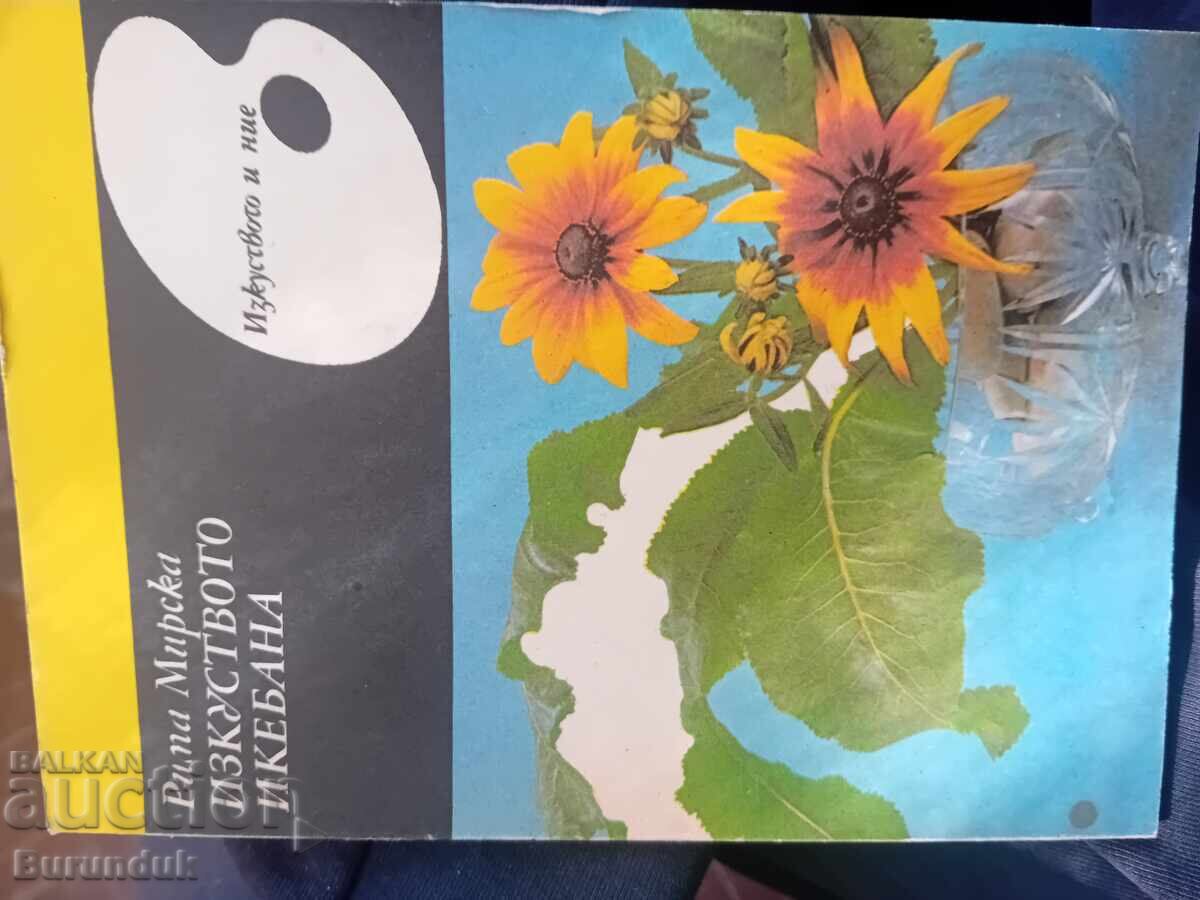 Изкуството и ние
Рита Мирска
ИЗКУСТВОТО
ИКЕБАНА
BALKAN
auction
Burunduk